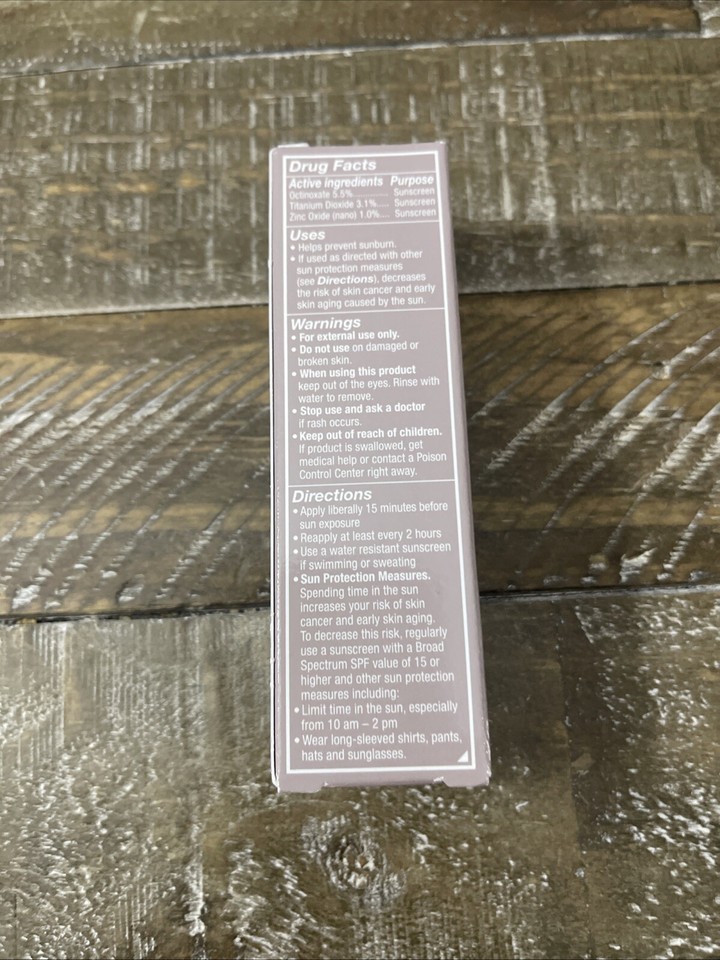 Drug Facts
Active ingredients Purpose
Octinoxate 5.5%............ Sunscreen
Titanium Dioxide 3.1%.... Sunscreen
Zinc Oxide (nano) 1.0%... Sunscreen
Uses
• Helps prevent sunburn.
• If used as directed with other
sun protection measures
(see Directions), decreases
the risk of skin cancer and early
skin aging caused by the sun.
Warnings
• For external use only.
• Do not use on damaged or
broken skin.
• When using this product
keep out of the eyes. Rinse with
water to remove.
• Stop use and ask a doctor
if rash occurs.
• Keep out of reach of children.
If product is swallowed, get
medical help or contact a Poison
Control Center right away.
Directions
• Apply liberally 15 minutes before
sun exposure
• Reapply at least every 2 hours
• Use a water resistant sunscreen
if swimming or sweating
• Sun Protection Measures.
Spending time in the sun
increases your risk of skin
cancer and early skin aging.
To decrease this risk, regularly
use a sunscreen with a Broad
Spectrum SPF value of 15 or
higher and other sun protection
measures including:
• Limit time in the sun, especially
from 10 am – 2 pm
• Wear long-sleeved shirts, pants,
hats and sunglasses.